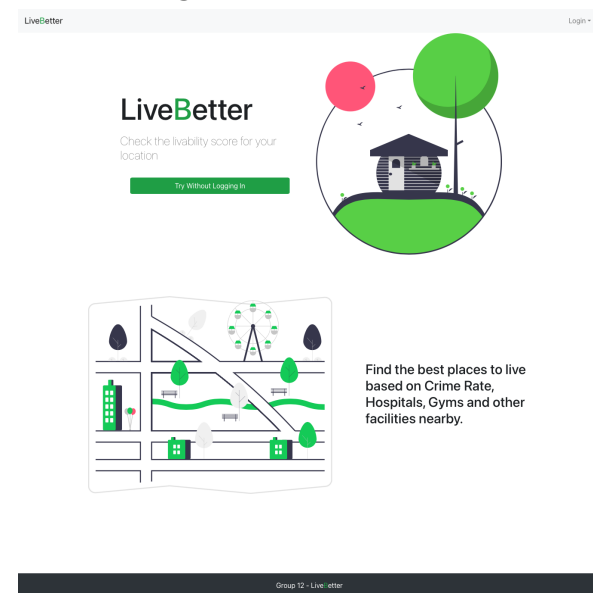 LiveBetter
Login
LiveBetter
Check the livability score for your
location
Try Without Logging In
Find the best places to live
based on Crime Rate,
Hospitals, Gyms and other
facilities nearby.
Group 12 - LiveBetter